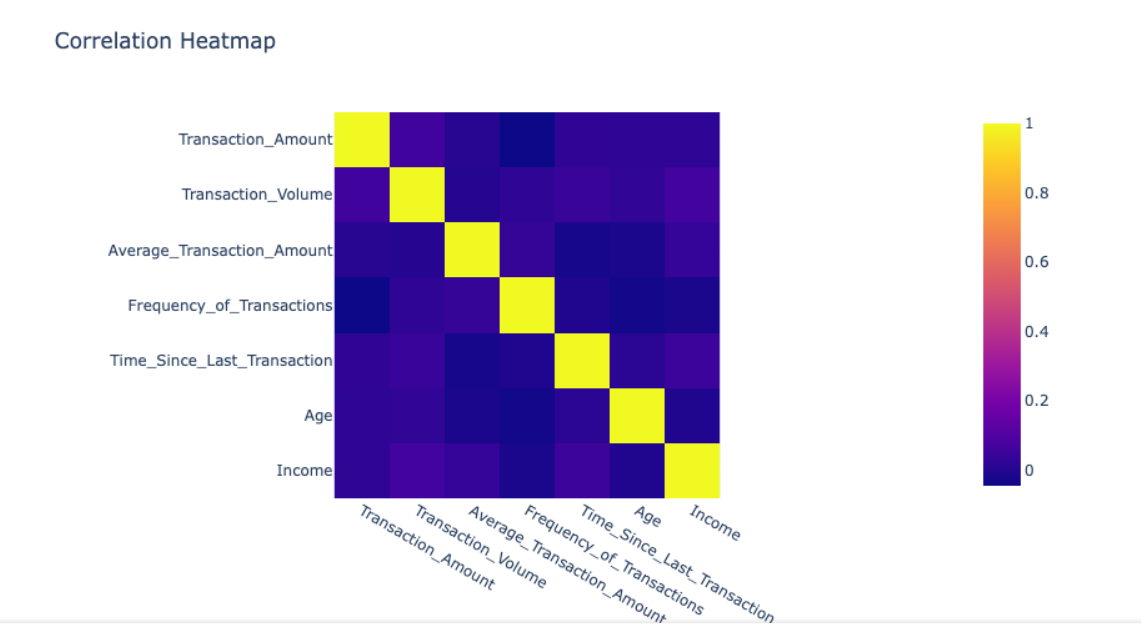 Correlation Heatmap
Transaction_Amount
Transaction_Volume
Average_Transaction_Amount
Frequency_of_Transactions
Time_Since_Last_Transaction
Age
Income
Transaction_Amount
Transaction_Volume
Average_Transaction_Amount
Frequency_of_Transactions
Time_Since_Last_Transaction
Age
Income
1
0.8
0.6
0.4
0.2
0